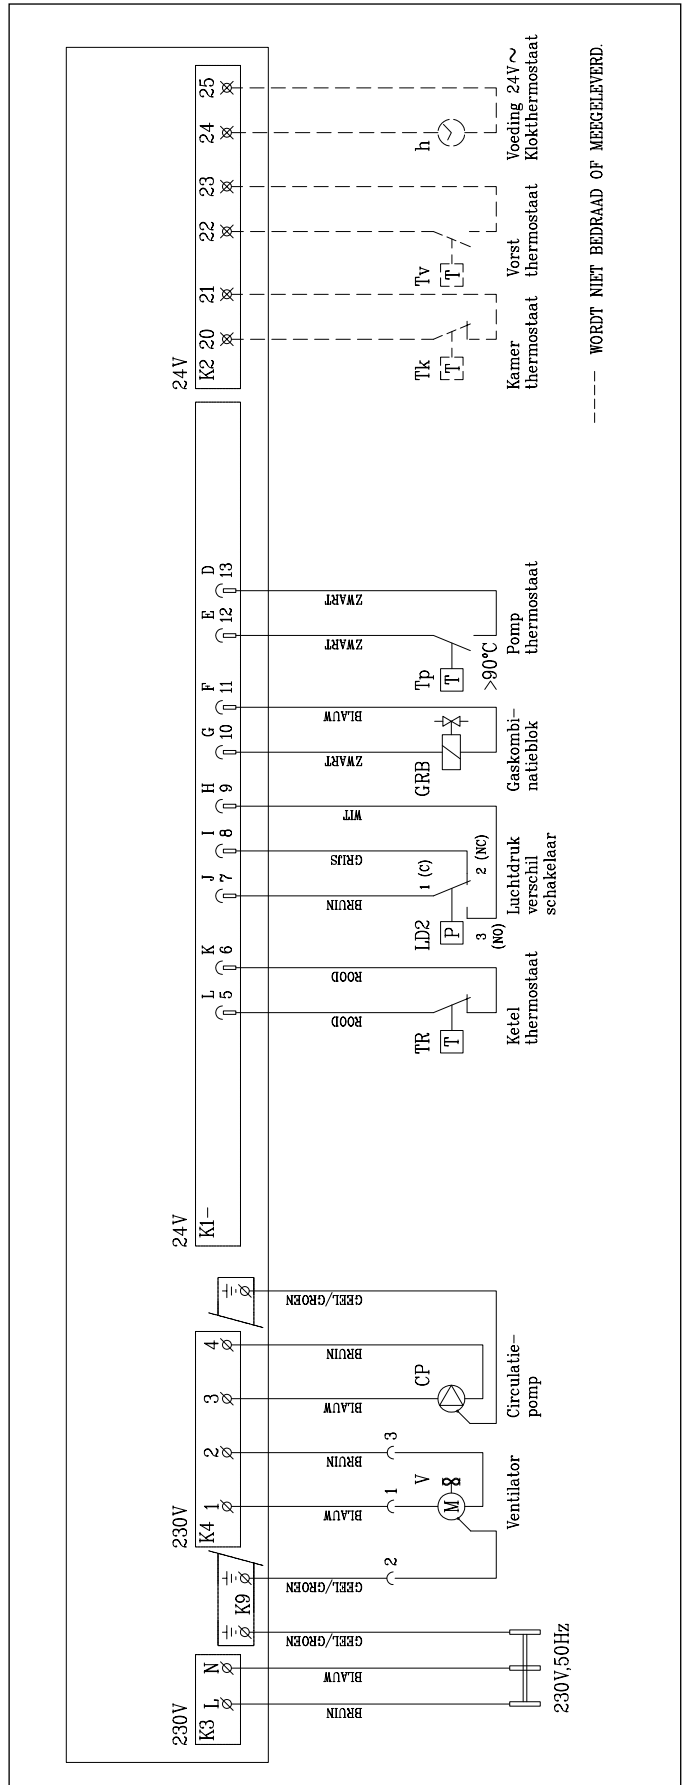 230V
K3
L
N
K9
230V
K4
1
2
3
4
24V
K1-
L
5
K
6
J
7
I
8
H
9
G
10
F
11
E
12
D
13
24V
K2
20
21
22
23
24
25
BRUIN
BLAUW
GEEL/GROEN
GEEL/GROEN
BLAUW
BRUIN
BLAUW
BRUIN
GEEL/GROEN
ROOD
ROOD
BRUIN
GRIJS
WIT
ZWART
BLAUW
ZWART
ZWART
2
1
3
V
M
CP
TR
T
LD2
P
1 (C)
2 (NC)
3
(NO)
GRB
Tp
T
>90°C
Tk
T
Tv
T
h
230V,50Hz
Ventilator
Circulatie-
pomp
Ketel
thermostaat
Luchtdruk
verschil
schakelaar
Gaskombi-
natieblok
Pomp
thermostaat
Kamer
thermostaat
Vorst
thermostaat
Voeding 24V~
Klokthermostaat
---- WORDT NIET BEDRAAD OF MEEGELEVERD.